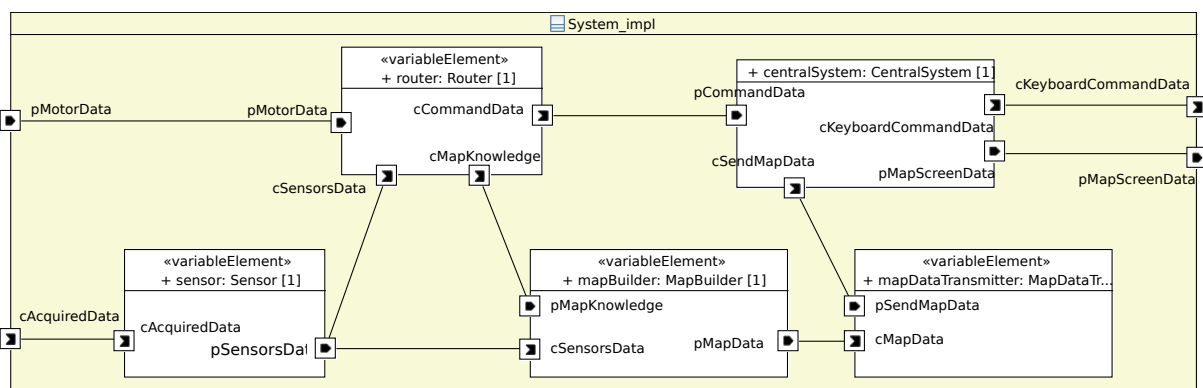 System_impl
«variableElement»
+ router: Router [1]
+ centralSystem: CentralSystem [1]
pMotorData
pMotorData
cCommandData
pCommandData
cKeyboardCommandData
cKeyboardCommandData
cMapKnowledge
cSendMapData
cSensorsData
pMapScreenData
pMapScreenData
«variableElement»
+ sensor: Sensor [1]
«variableElement»
+ mapBuilder: MapBuilder [1]
«variableElement»
+ mapDataTransmitter: MapDataTr...
cAcquiredData
cAcquiredData
pMapKnowledge
pSendMapData
pSensorsDat
cSensorsData
pMapData
cMapData